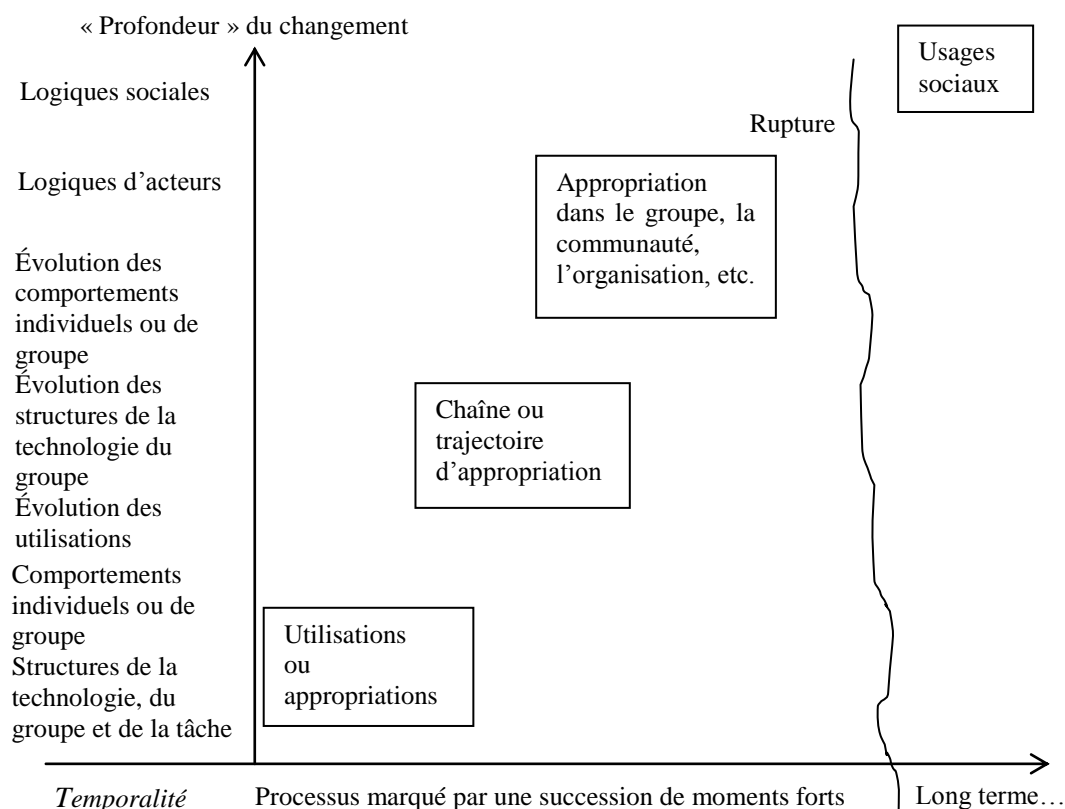 « Profondeur » du changement
Logiques sociales
Logiques d’acteurs
Évolution des
comportements
individuels ou de
groupe
Évolution des
structures de la
technologie du
groupe
Évolution des
utilisations
Comportements
individuels ou de
groupe
Structures de la
technologie, du
groupe et de la tâche
Usages
sociaux
Rupture
Appropriation
dans le groupe, la
communauté,
l’organisation, etc.
Chaîne ou
trajectoire
d’appropriation
Utilisations
ou
appropriations
Temporalité
Processus marqué par une succession de moments forts
Long terme…